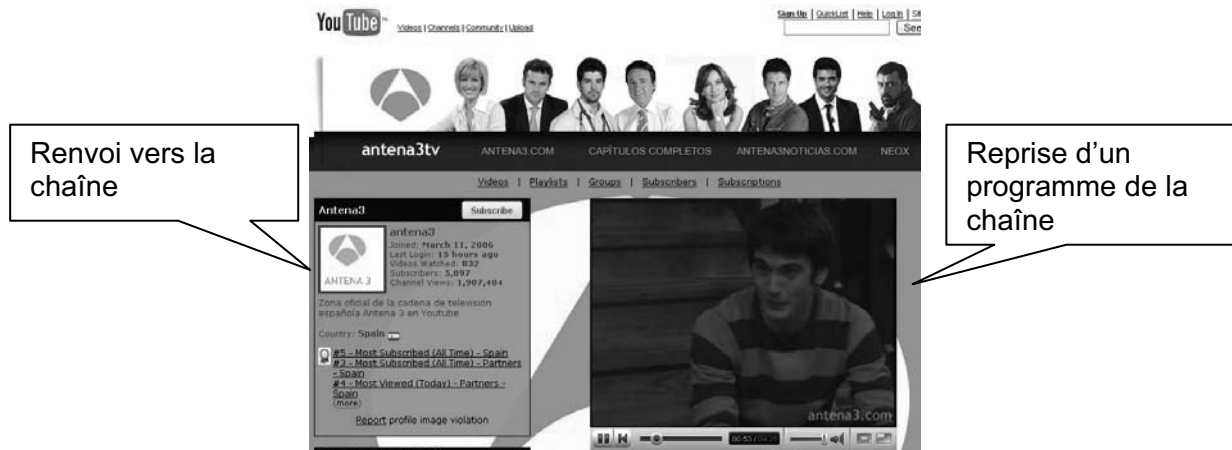 You Tube™ Videos | Channels | Community | Upload
Sign Up | QuickList | Help | Log In |
antena3tv ANTENA3.COM CAPÍTULOS COMPLETOS ANTENA3NOTICIAS.COM NEOX
Videos | Playlists | Groups | Subscribers | Subscriptions
Renvoi vers la
chaîne
Antena3 Subscribe
antena3
Joined: March 11, 2006
Last Login: 15 hours ago
Videos Watched: 832
Subscribers: 5,897
Channel Views: 1,907,404
ANTENA 3
Zona oficial de la cadena de televisión
española Antena 3 en Youtube
Country: Spain
#5 - Most Subscribed (All Time) - Spain
#3 - Most Subscribed (All Time) - Partners
- Spain
#4 - Most Viewed (Today) - Partners -
Spain
(more)
Report profile image violation
antena3.com
00:53
Reprise d'un
programme de la
chaîne